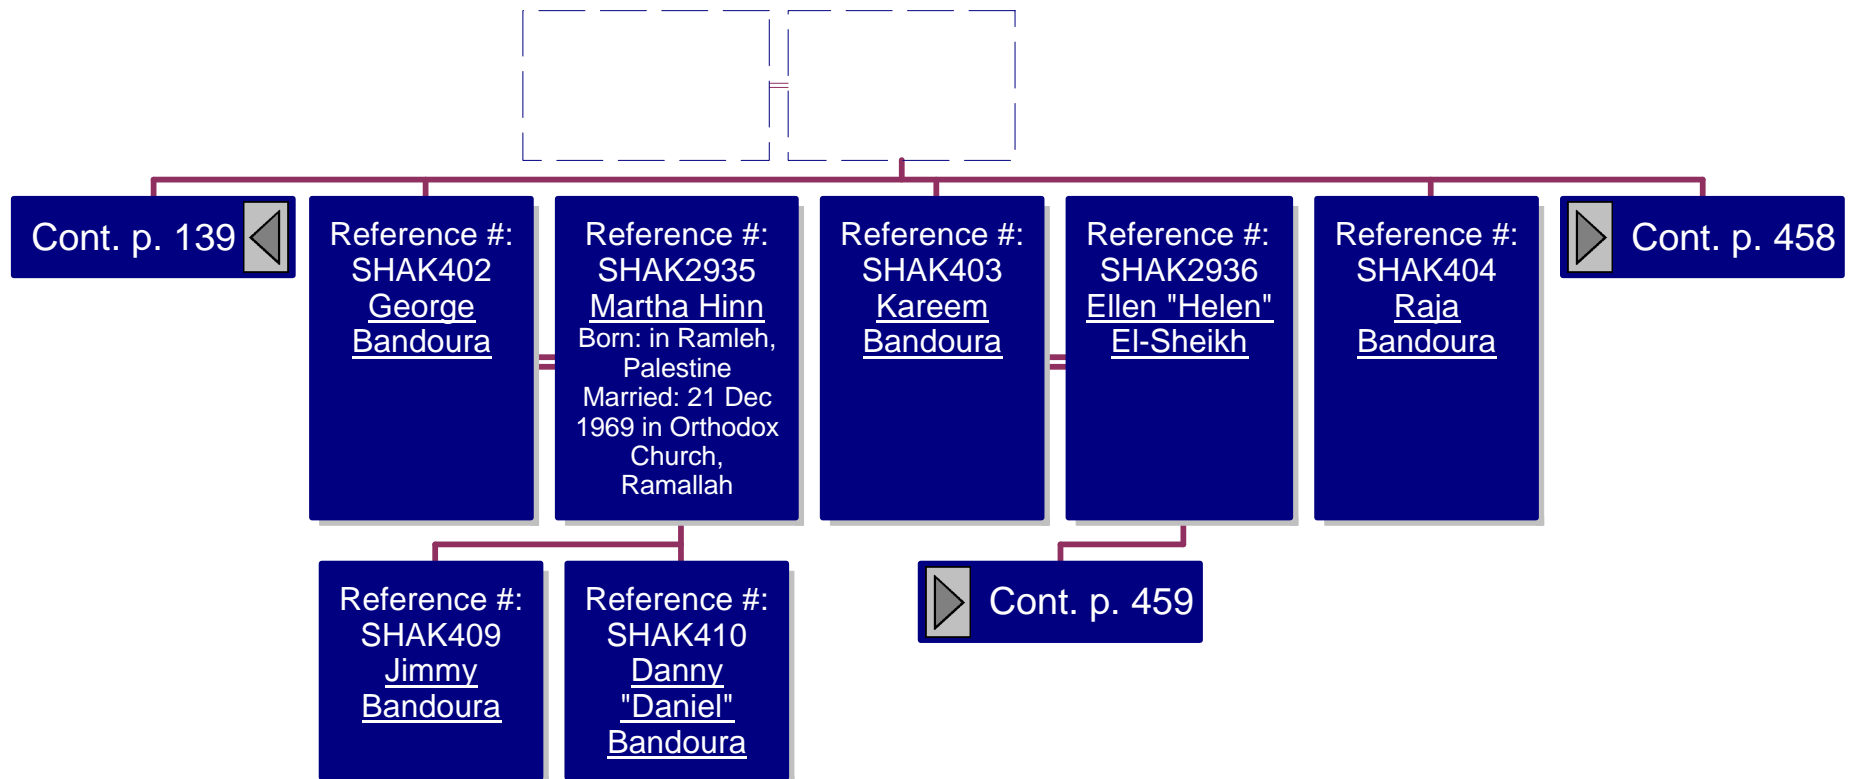 Cont. p. 139
Reference #:
SHAK402
George
Bandoura
Reference #:
SHAK2935
Martha Hinn
Born: in Ramleh,
Palestine
Married: 21 Dec
1969 in Orthodox
Church,
Ramallah
Reference #:
SHAK403
Kareem
Bandoura
Reference #:
SHAK2936
Ellen "Helen"
El-Sheikh
Reference #:
SHAK404
Raja
Bandoura
Cont. p. 458
Reference #:
SHAK409
Jimmy
Bandoura
Reference #:
SHAK410
Danny
"Daniel"
Bandoura
Cont. p. 459